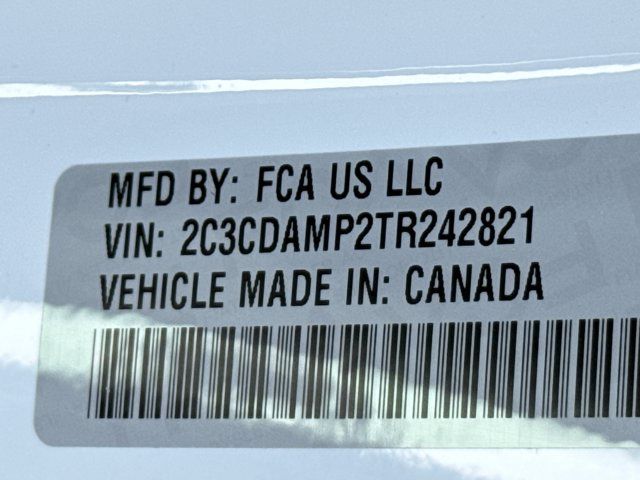 MFD BY: FCA US LLC
VIN: 2C3CDAMP2TR242821
VEHICLE MADE IN: CANADA